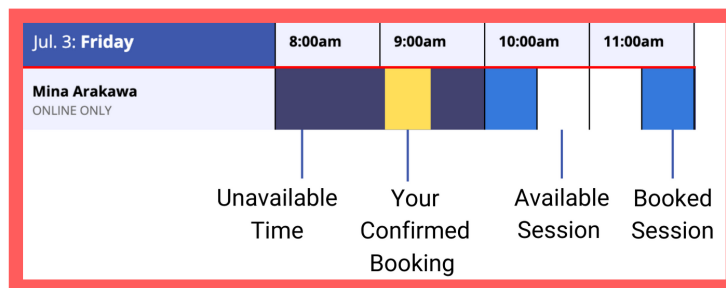 Jul. 3: Friday 8:00am 9:00am 10:00am 11:00am
Mina Arakawa
ONLINE ONLY
Unavailable Your Available Booked
Time Confirmed Session Session
Booking